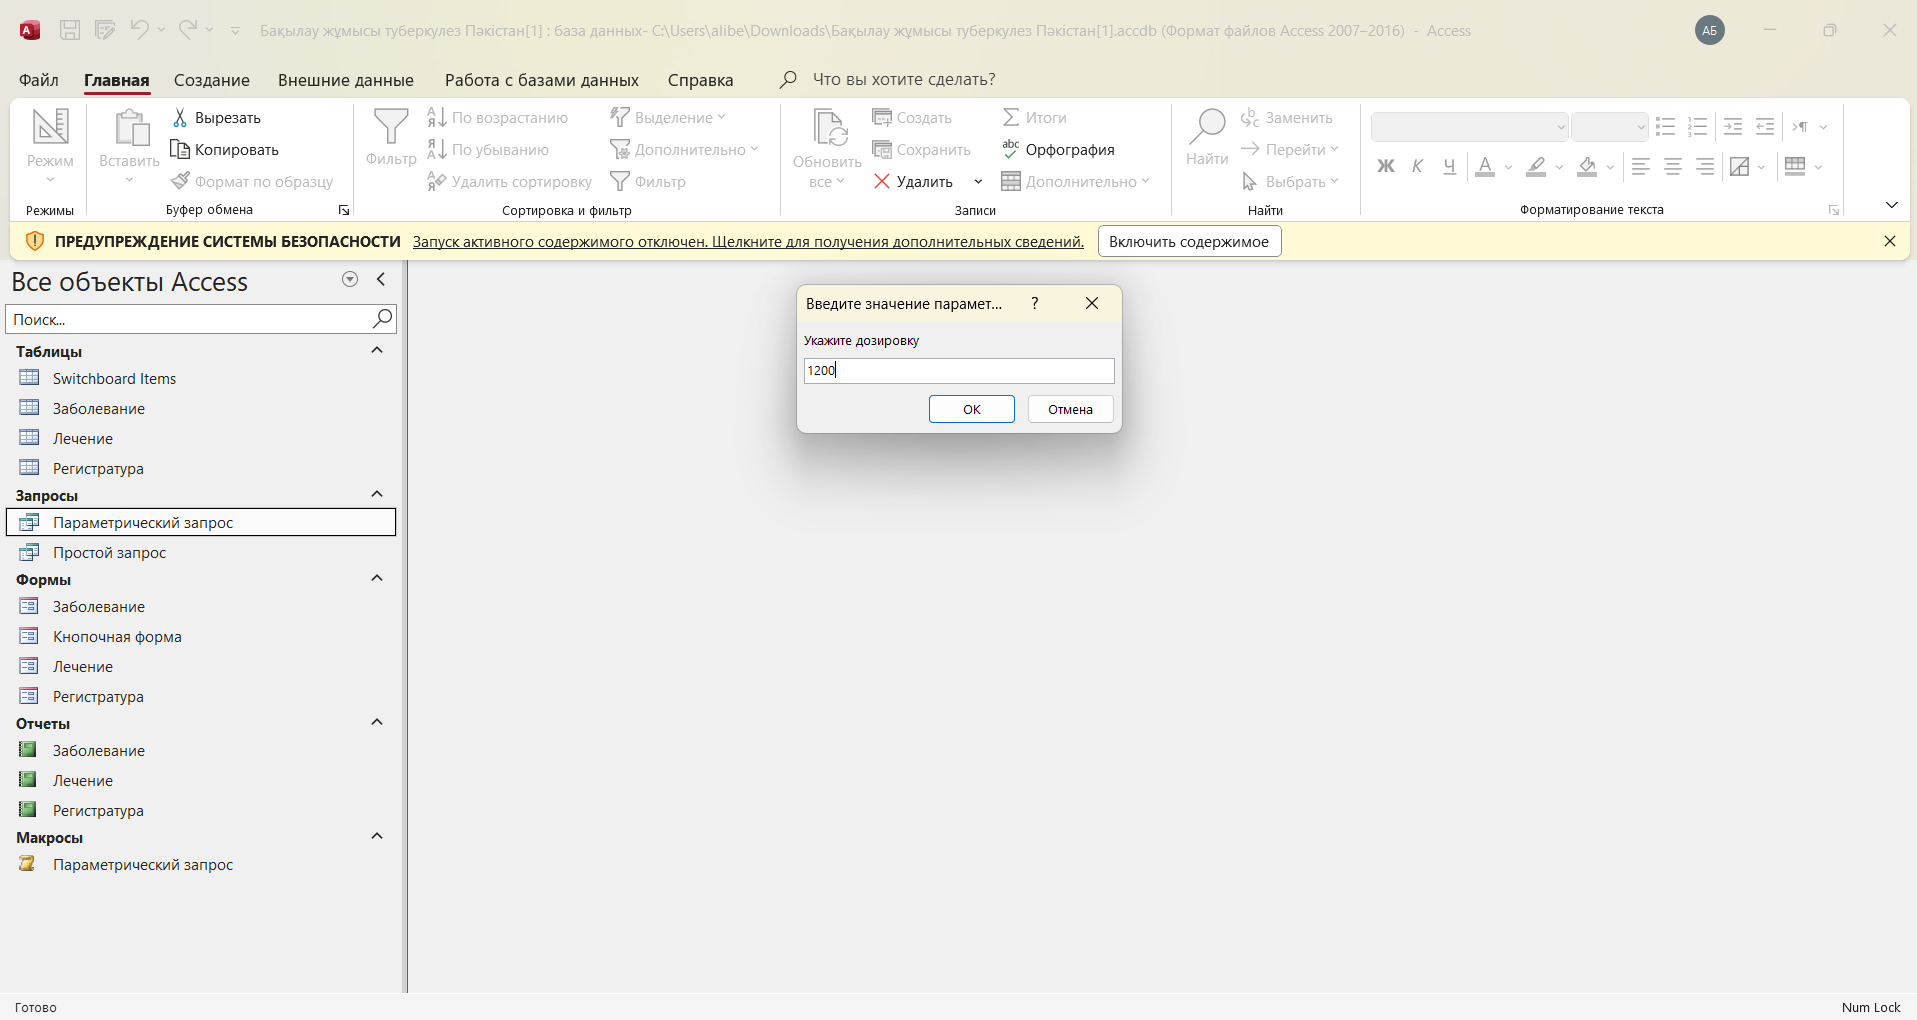 Бақылау жұмысы туберкулез Пәкістан[1] : база данных- C:\Users\alibe\Downloads\Бақылау жұмысы туберкулез Пәкістан[1].accdb (Формат файлов Access 2007–2016) - Access
АБ
Файл Главная Создание Внешние данные Работа с базами данных Справка Что вы хотите сделать?
Режим
Режимы
Вставить
Вырезать
Копировать
Формат по образцу
Буфер обмена
Фильтр
По возрастанию
По убыванию
Удалить сортировку
Выделение
Дополнительно
Фильтр
Сортировка и фильтр
Обновить
все
Создать
Сохранить
Удалить
Итоги
Орфография
Дополнительно
Записи
Найти
Заменить
Перейти
Выбрать
Найти
Ж К Ч А
Форматирование текста
ПРЕДУПРЕЖДЕНИЕ СИСТЕМЫ БЕЗОПАСНОСТИ Запуск активного содержимого отключен. Щелкните для получения дополнительных сведений. Включить содержимое
Все объекты Access
Поиск...
Таблицы
Switchboard Items
Заболевание
Лечение
Регистратура
Запросы
Параметрический запрос
Простой запрос
Формы
Заболевание
Кнопочная форма
Лечение
Регистратура
Отчеты
Заболевание
Лечение
Регистратура
Макросы
Параметрический запрос
Введите значение парамет... ?
Укажите дозировку
1200
ОК Отмена
Готово
Num Lock